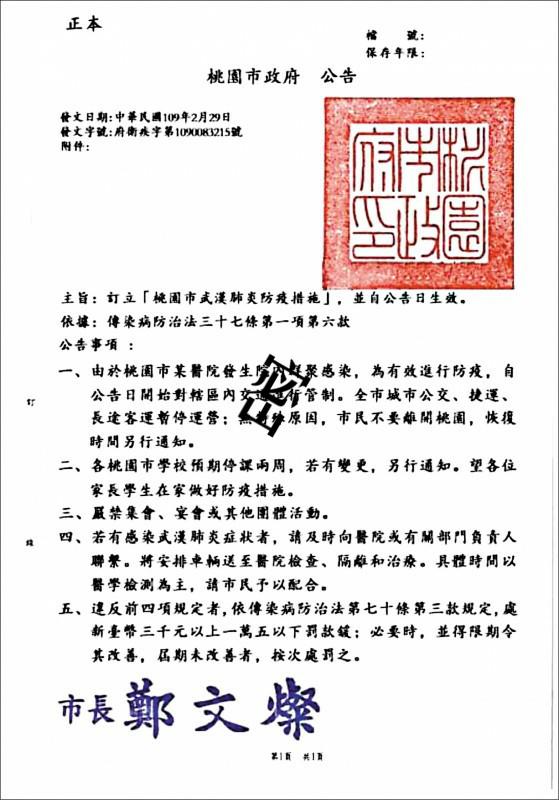 正本
檔　　號：
保存年限：
桃園市政府　公告
發文日期：中華民國109年2月29日
發文字號：府衛疾字第1090083215號
附件：
桃園市政府印
主旨：訂立「桃園市武漢肺炎防疫措施」，並自公告日生效。
依據：傳染病防治法三十七條第一項第六款
公告事項：
一、由於桃園市某醫院發生院內群聚感染，為有效進行防疫，自
公告日開始對轄區內交通進行管制。全市城市公交、捷運、
長途客運暫停運營；無特殊原因，市民不要離開桃園，恢復
時間另行通知。
密
二、各桃園市學校預期停課兩周，若有變更，另行通知。望各位
家長學生在家做好防疫措施。
三、嚴禁集會、宴會或其他團體活動。
四、若有感染武漢肺炎症狀者，請及時向醫院或有關部門負責人
聯繫。將安排車輛送至醫院檢查、隔離和治療。具體時間以
醫學檢測為主，請市民予以配合。
五、違反前四項規定者，依傳染病防治法第七十條第三款規定，處
新臺幣三千元以上一萬五以下罰款鍰；必要時，並得限期令
其改善，屆期未改善者，按次處罰之。
訂
線
市長 鄭文燦
第1頁　共1頁